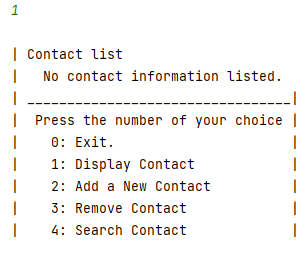 1
| Contact list
|   No contact information listed.
| _________________________________|
|  Press the number of your choice |
|    0: Exit.                      |
|    1: Display Contact            |
|    2: Add a New Contact          |
|    3: Remove Contact             |
|    4: Search Contact             |